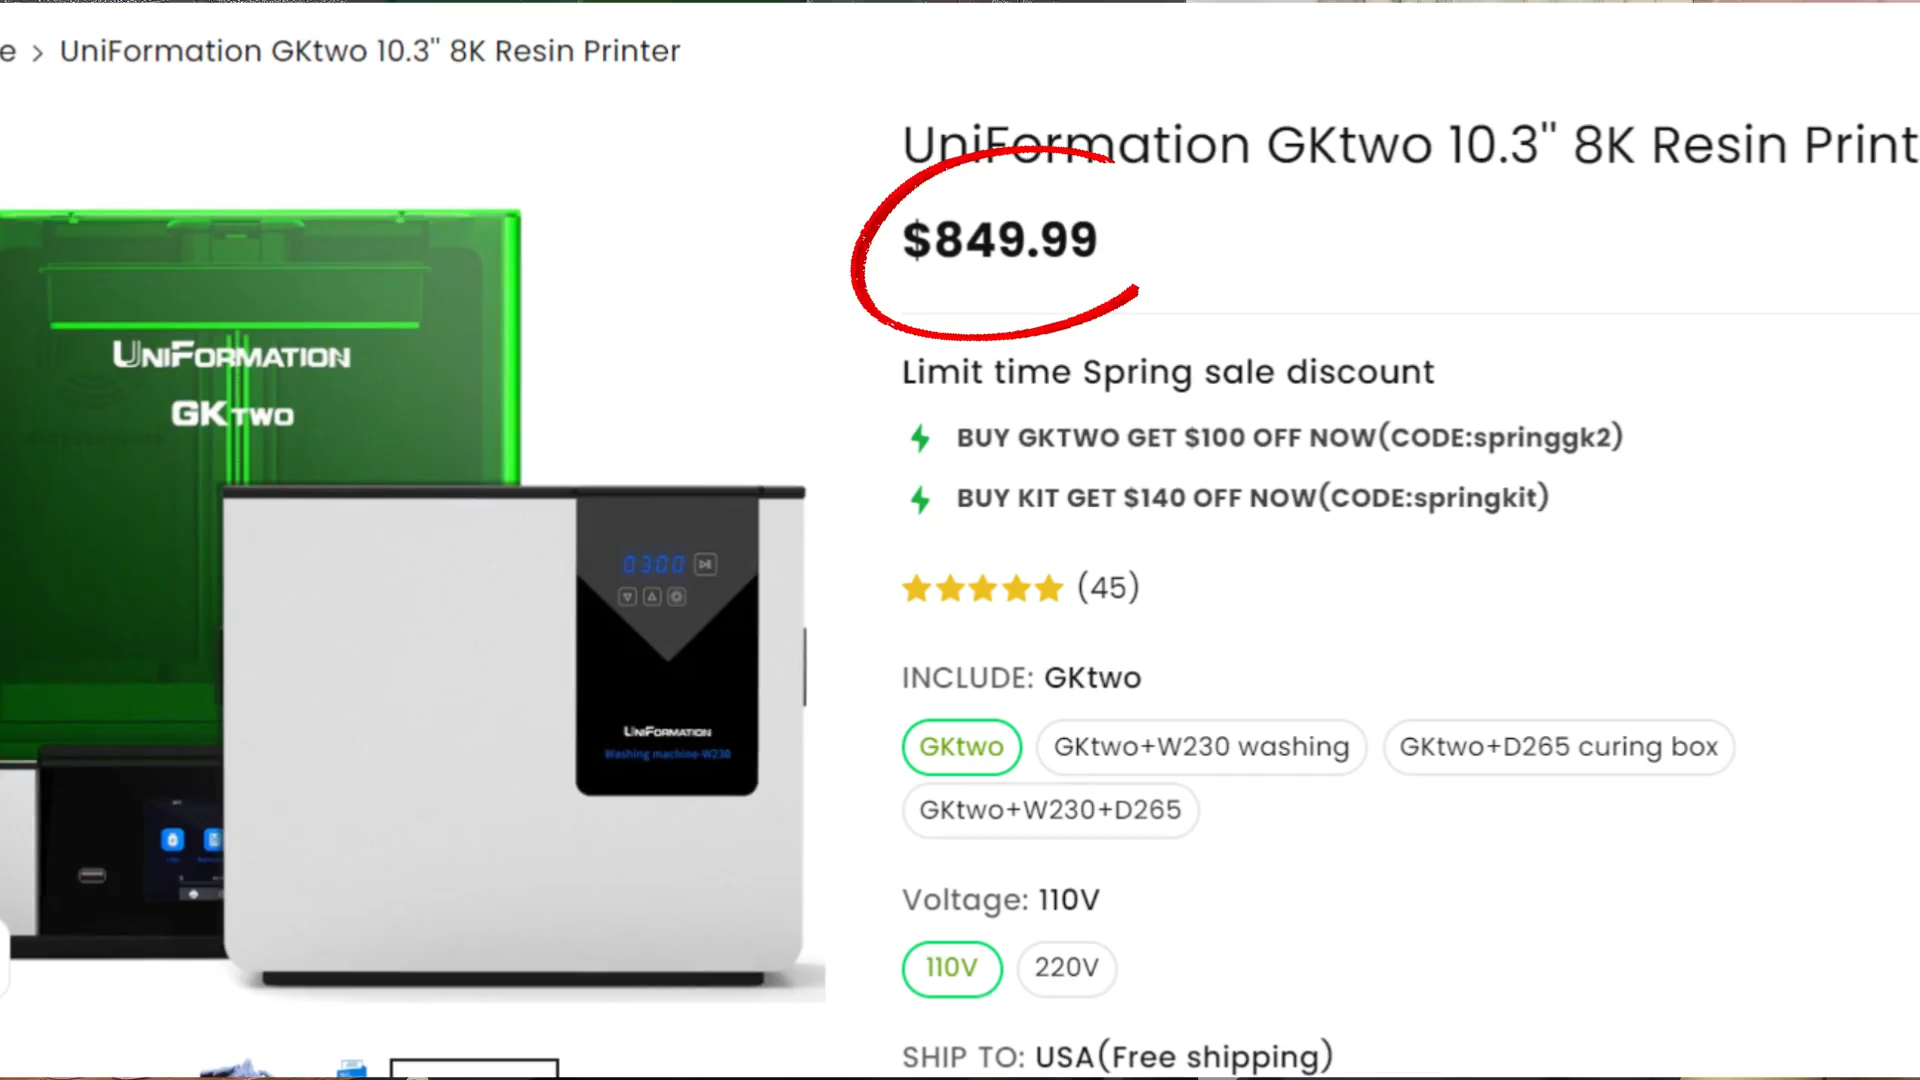 e > UniFormation GKtwo 10.3" 8K Resin Printer
UniFormation GKtwo 10.3" 8K Resin Print
$849.99
Limit time Spring sale discount
BUY GKTWO GET $100 OFF NOW(CODE:springgk2)
BUY KIT GET $140 OFF NOW(CODE:springkit)
(45)
INCLUDE: GKtwo
GKtwo GKtwo+W230 washing GKtwo+D265 curing box
GKtwo+W230+D265
Voltage: 110V
110V 220V
SHIP TO: USA(Free shipping)
UNIFORMATION
GKTWO
03:00
UNIFORMATION
Washing machine-W230